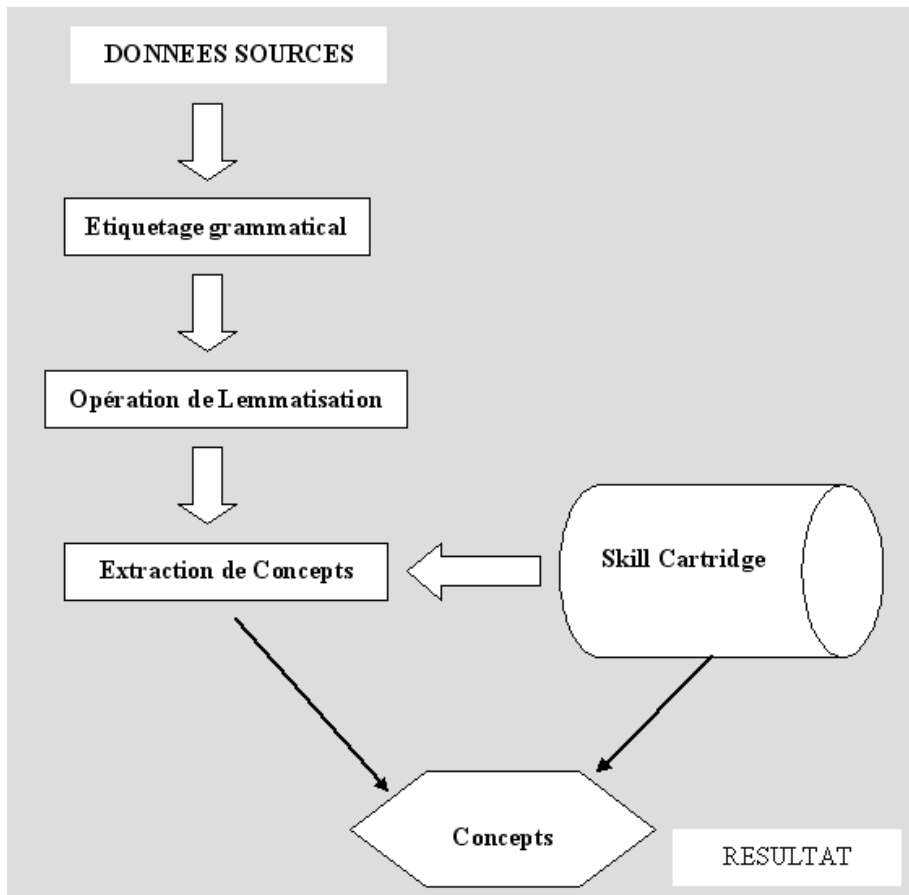 DONNEES SOURCES
Etiquetage grammatical
Opération de Lemmatisation
Extraction de Concepts
Skill Cartridge
Concepts
RESULTAT